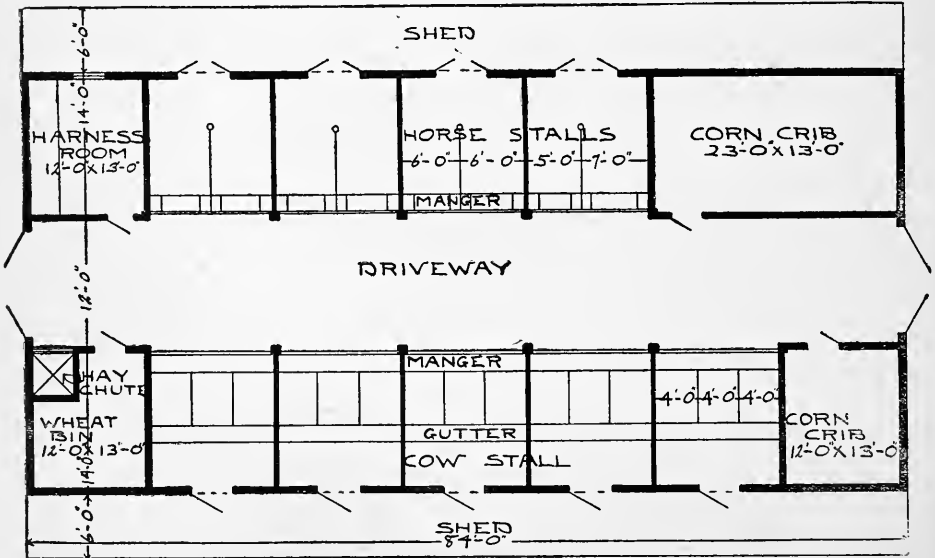 SHED
6'-0"
14'-0"
HARNESS
ROOM
12'-0"X13'-0"
HORSE STALLS
6'-0" 6'-0" 5'-0" 7'-0"
MANGER
CORN CRIB
23'-0"X13'-0"
12'-0"
DRIVEWAY
HAY
CHUTE
WHEAT
BIN
12'-0"X13'-0"
14'-0"
6'-0"
MANGER
4'-0" 4'-0" 4'-0"
GUTTER
COW STALL
CORN
CRIB
12'-0"X13'-0"
SHED
84'-0"